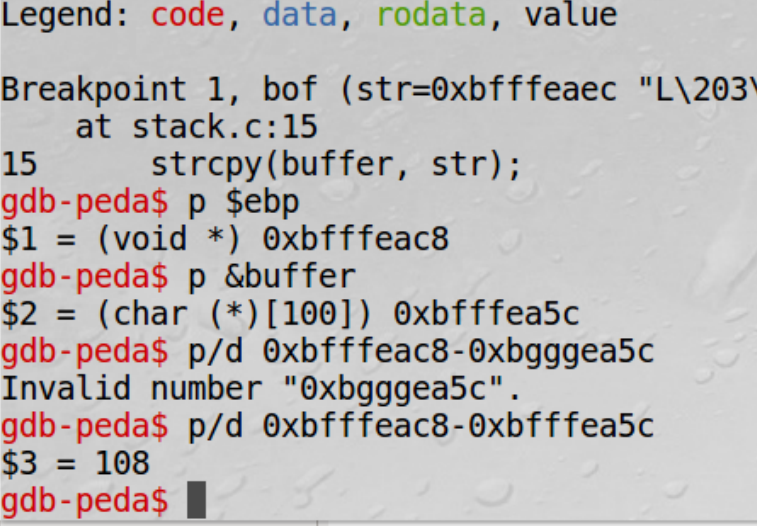 Legend: code, data, rodata, value
Breakpoint 1, bof (str=0xbfffeaec "L\203\
    at stack.c:15
15      strcpy(buffer, str);
gdb-peda$ p $ebp
$1 = (void *) 0xbfffeac8
gdb-peda$ p &buffer
$2 = (char (*)[100]) 0xbfffea5c
gdb-peda$ p/d 0xbfffeac8-0xbgggea5c
Invalid number "0xbgggea5c".
gdb-peda$ p/d 0xbfffeac8-0xbfffea5c
$3 = 108
gdb-peda$